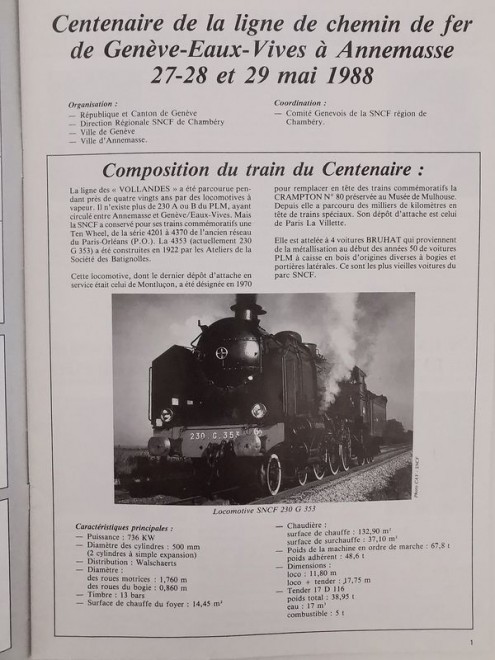 Centenaire de la ligne de chemin de fer
de Genève-Eaux-Vives à Annemasse
27-28 et 29 mai 1988
Organisation :
— République et Canton de Genève
— Direction Régionale SNCF de Chambéry
— Ville de Genève
— Ville d'Annemasse.
Coordination :
— Comité Genevois de la SNCF région de
Chambéry.
Composition du train du Centenaire :
La ligne des « VOLLANDES » a été parcourue pen-
dant près de quatre vingts ans par des locomotives à
vapeur. Il n'existe plus de 230 A ou B du PLM, ayant
circulé entre Annemasse et Genève/Eaux-Vives. Mais
la SNCF a conservé pour ses trains commémoratifs une
Ten Wheel, de la série 4201 à 4370 de l'ancien réseau
du Paris-Orléans (P.O.). La 4353 (actuellement 230
G 353) a été construites en 1922 par les Ateliers de la
Société des Batignolles.
Cette locomotive, dont le dernier dépôt d'attache en
service était celui de Montluçon, a été désignée en 1970
pour remplacer en tête des trains commémoratifs la
CRAMPTON N° 80 préservée au Musée de Mulhouse.
Depuis elle a parcouru des milliers de kilomètres en
tête de trains spéciaux. Son dépôt d'attache est celui
de Paris La Villette.
Elle est attelée à 4 voitures BRUHAT qui proviennent
de la métallisation au début des années 50 de voitures
PLM à caisse en bois d'origines diverses à bogies et
portières latérales. Ce sont les plus vieilles voitures du
parc SNCF.
230. G. 353
Photo CAV - SNCF
Locomotive SNCF 230 G 353
Caractéristiques principales :
— Puissance : 736 KW
— Diamètre des cylindres : 500 mm
(2 cylindres à simple expansion)
— Distribution : Walschaerts
— Diamètre :
des roues motrices : 1,760 m
des roues du bogie : 0,860 m
— Timbre : 13 bars
— Surface de chauffe du foyer : 14,45 m²
— Chaudière :
surface de chauffe : 132,90 m²
surface de surchauffe : 37,10 m²
— Poids de la machine en ordre de marche : 67,8 t
poids adhérent : 48,6 t
— Dimensions :
loco : 11,80 m
loco + tender : 17,75 m
— Tender 17 D 116
poids total : 38,95 t
eau : 17 m³
combustible : 5 t
1